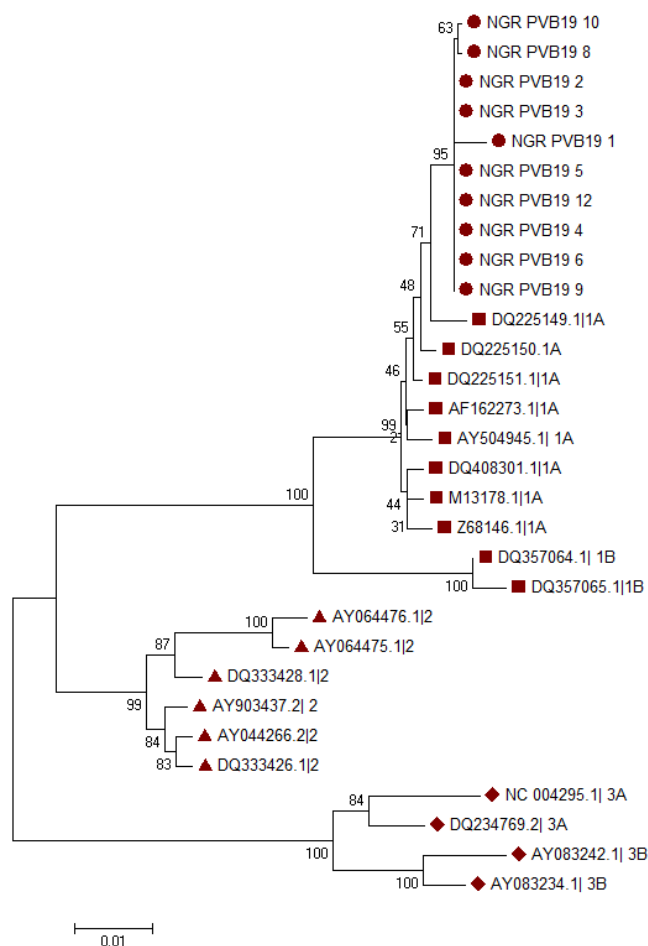 63
NGR PVB19 10
NGR PVB19 8
NGR PVB19 2
NGR PVB19 3
NGR PVB19 1
95
NGR PVB19 5
NGR PVB19 12
71
NGR PVB19 4
NGR PVB19 6
48
NGR PVB19 9
DQ225149.1|1A
55
DQ225150.1A
46
DQ225151.1|1A
AF162273.1|1A
99
2
AY504945.1| 1A
DQ408301.1|1A
100
M13178.1|1A
44
31
Z68146.1|1A
DQ357064.1| 1B
100
DQ357065.1|1B
100
AY064476.1|2
87
AY064475.1|2
DQ333428.1|2
99
AY903437.2| 2
84
AY044266.2|2
83
DQ333426.1|2
84
NC 004295.1| 3A
DQ234769.2| 3A
100
AY083242.1| 3B
100
AY083234.1| 3B
0.01